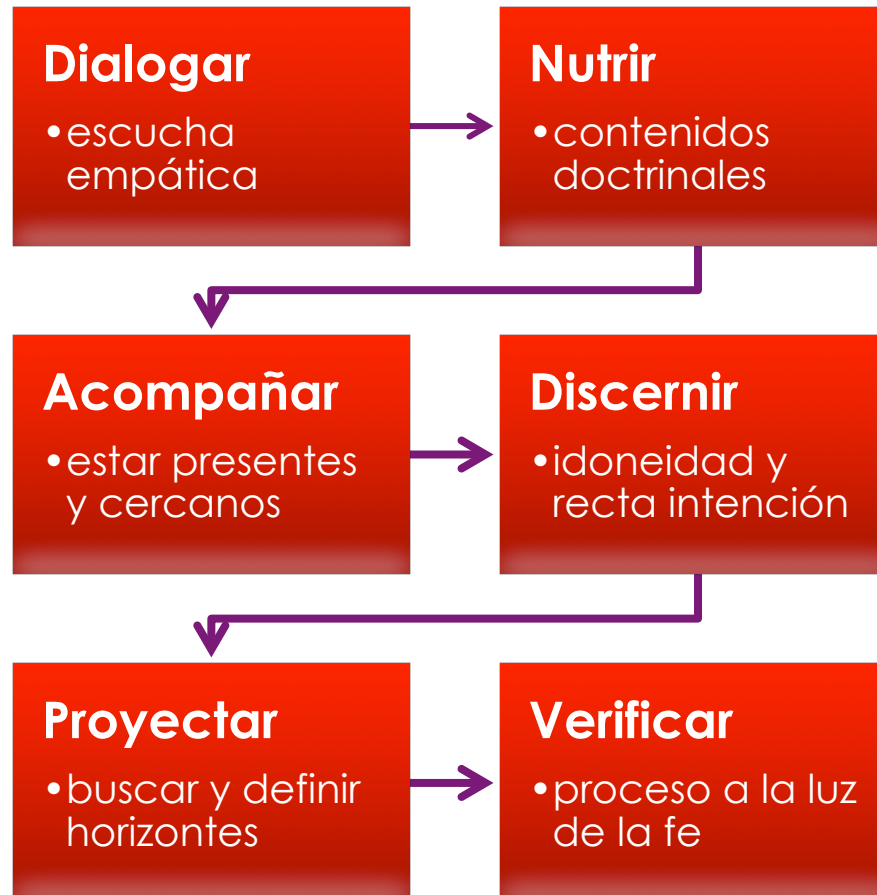 Dialogar
•escucha
empática
Nutrir
•contenidos
doctrinales
Acompañar
•estar presentes
y cercanos
Discernir
•idoneidad y
recta intención
Proyectar
•buscar y definir
horizontes
Verificar
•proceso a la luz
de la fe